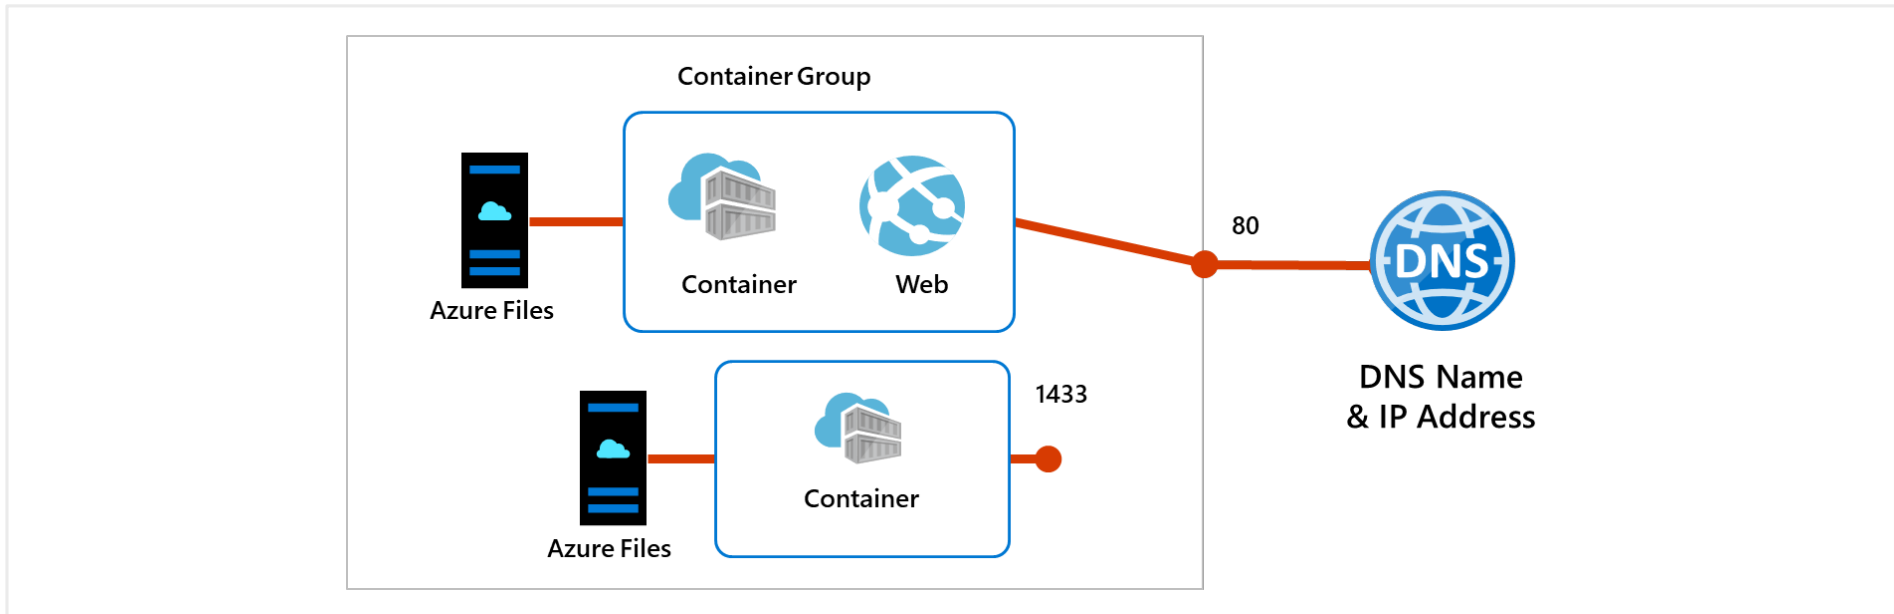 Container Group
Container
Web
Azure Files
80
DNS
DNS Name
& IP Address
1433
Container
Azure Files